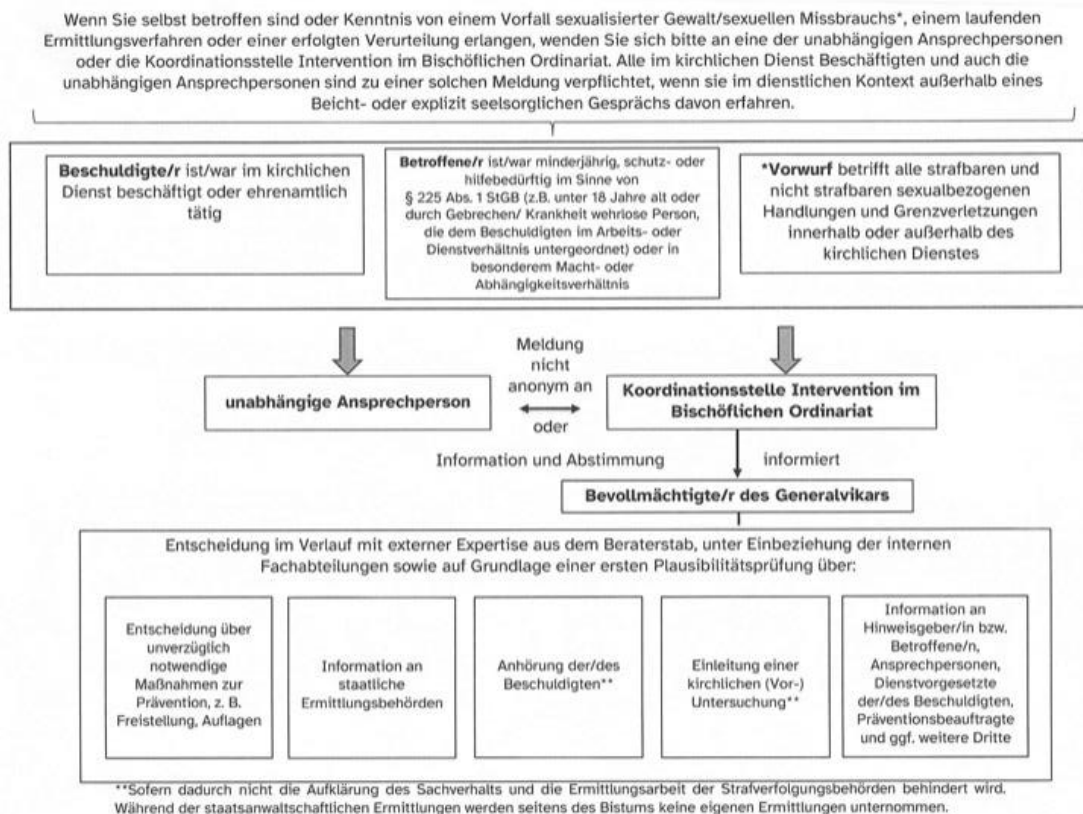 Wenn Sie selbst betroffen sind oder Kenntnis von einem Vorfall sexualisierter Gewalt/sexuellen Missbrauchs*, einem laufenden
Ermittlungsverfahren oder einer erfolgten Verurteilung erlangen, wenden Sie sich bitte an eine der unabhängigen Ansprechpersonen
oder die Koordinationsstelle Intervention im Bischöflichen Ordinariat. Alle im kirchlichen Dienst Beschäftigten und auch die
unabhängigen Ansprechpersonen sind zu einer solchen Meldung verpflichtet, wenn sie im dienstlichen Kontext außerhalb eines
Beicht- oder explizit seelsorglichen Gesprächs davon erfahren.
Beschuldigte/r ist/war im kirchlichen
Dienst beschäftigt oder ehrenamtlich
tätig
Betroffene/r ist/war minderjährig, schutz- oder
hilfebedürftig im Sinne von
§ 225 Abs. 1 StGB (z.B. unter 18 Jahre alt oder
durch Gebrechen/ Krankheit wehrlose Person,
die dem Beschuldigten im Arbeits- oder
Dienstverhältnis untergeordnet) oder in
besonderem Macht- oder
Abhängigkeitsverhältnis
*Vorwurf betrifft alle strafbaren und
nicht strafbaren sexualbezogenen
Handlungen und Grenzverletzungen
innerhalb oder außerhalb des
kirchlichen Dienstes
unabhängige Ansprechperson
Meldung
nicht
anonym an
oder
Koordinationsstelle Intervention im
Bischöflichen Ordinariat
Information und Abstimmung
informiert
Bevollmächtigte/r des Generalvikars
Entscheidung im Verlauf mit externer Expertise aus dem Beraterstab, unter Einbeziehung der internen
Fachabteilungen sowie auf Grundlage einer ersten Plausibilitätsprüfung über:
Entscheidung über
unverzüglich
notwendige
Maßnahmen zur
Prävention, z. B.
Freistellung, Auflagen
Information an
staatliche
Ermittlungsbehörden
Anhörung der/des
Beschuldigten**
Einleitung einer
kirchlichen (Vor-)
Untersuchung**
Information an
Hinweisgeber/in bzw.
Betroffene/n,
Ansprechpersonen,
Dienstvorgesetzte
der/des Beschuldigten,
Präventionsbeauftragte
und ggf. weitere Dritte
**Sofern dadurch nicht die Aufklärung des Sachverhalts und die Ermittlungsarbeit der Strafverfolgungsbehörden behindert wird.
Während der staatsanwaltschaftlichen Ermittlungen werden seitens des Bistums keine eigenen Ermittlungen unternommen.